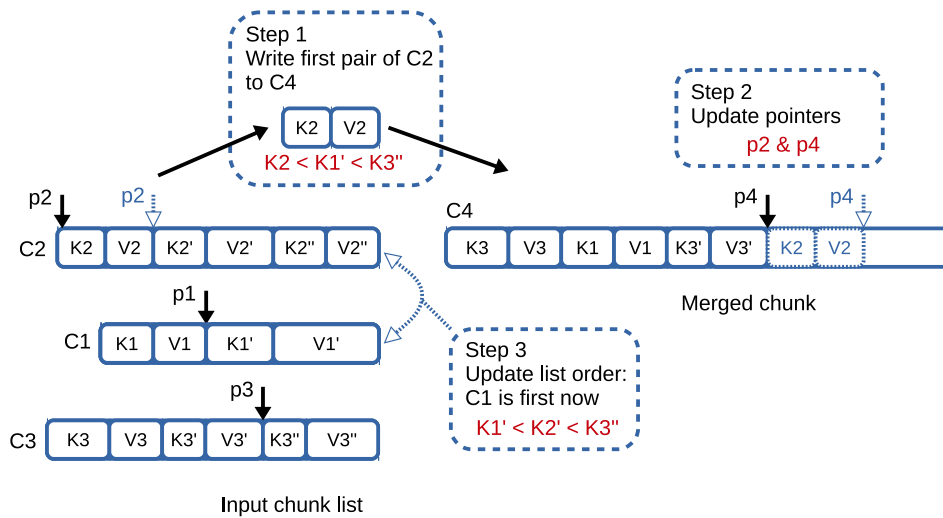 Step 1
Write first pair of C2
to C4
K2 V2
K2 < K1' < K3"
Step 2
Update pointers
p2 & p4
p2 p2
C2 K2 V2 K2' V2' K2" V2"
p4 p4
C4
K3 V3 K1 V1 K3' V3' K2 V2
Merged chunk
p1
C1 K1 V1 K1' V1'
Step 3
Update list order:
C1 is first now
K1' < K2' < K3"
p3
C3 K3 V3 K3' V3' K3" V3"
Input chunk list